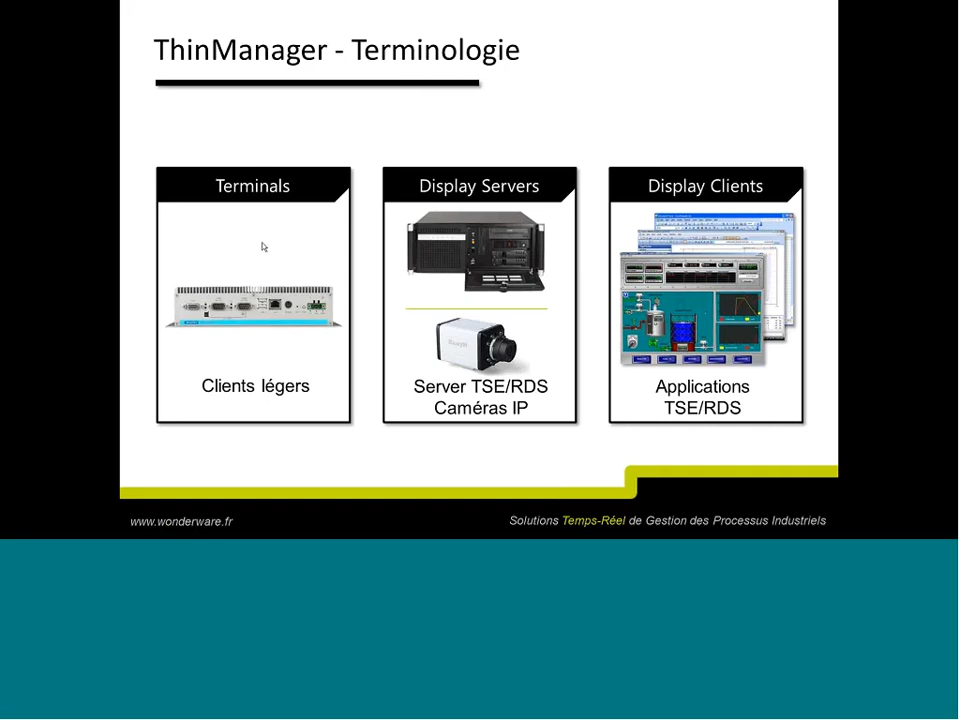 ThinManager - Terminologie
Terminals
Display Servers
Display Clients
Clients légers
Server TSE/RDS
Caméras IP
Applications
TSE/RDS
www.wonderware.fr
Solutions Temps-Réel de Gestion des Processus Industriels